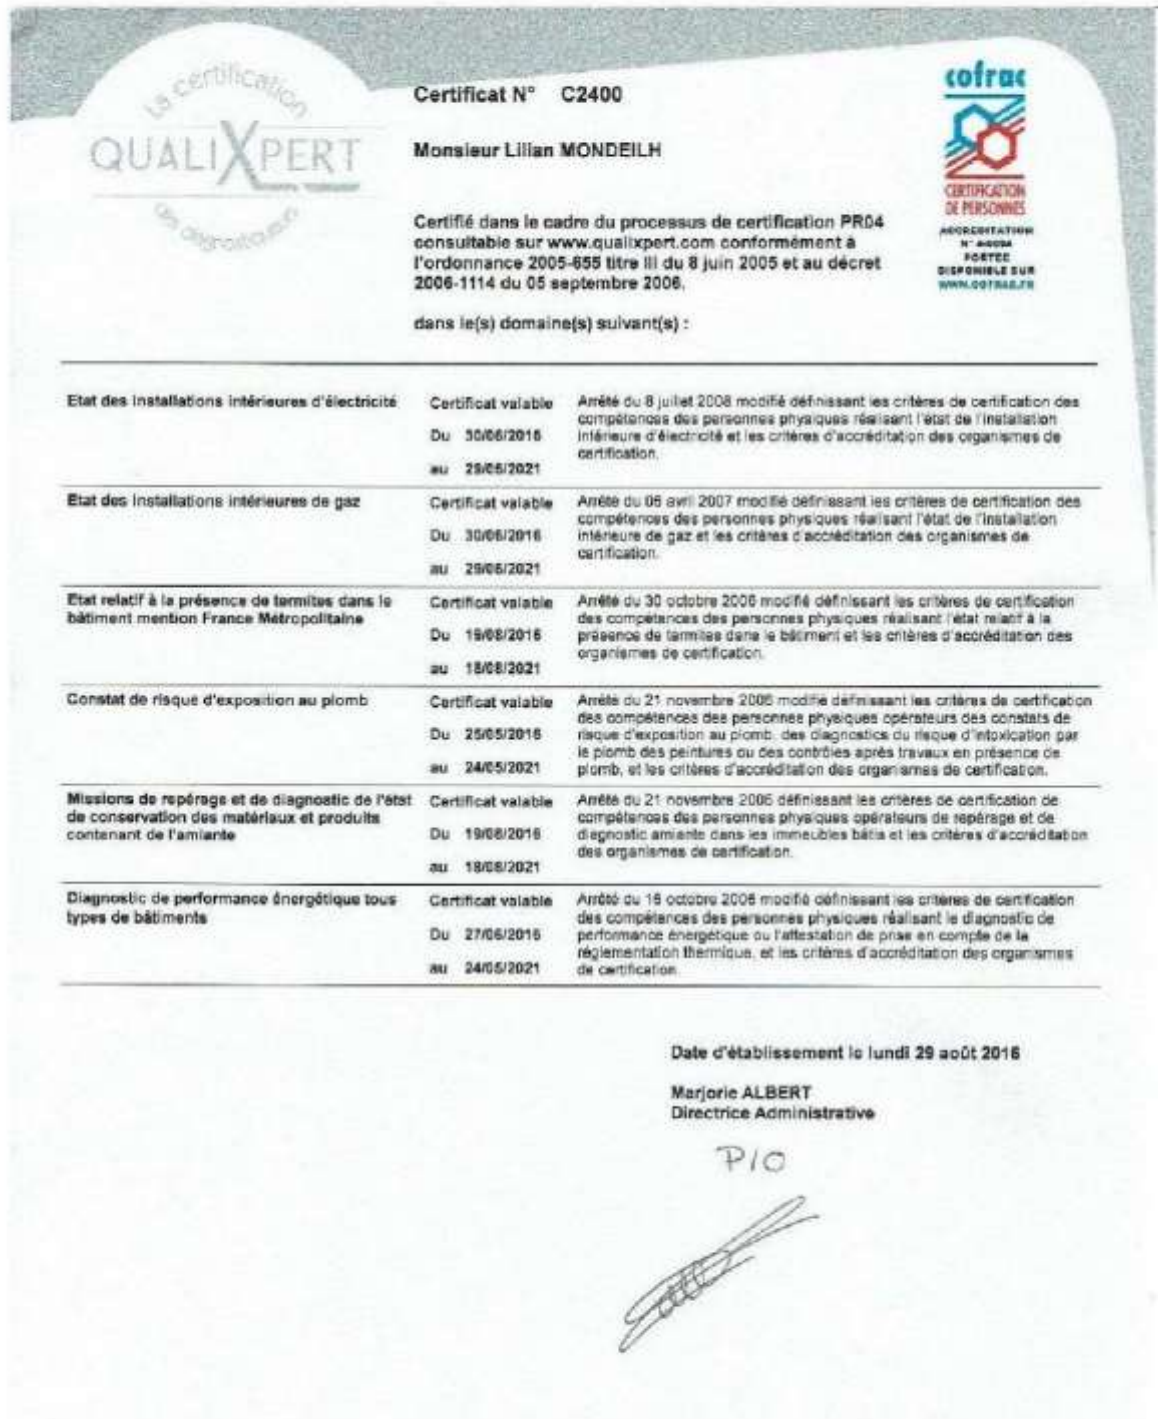 la certification
QUALIXPERT
des diagnostiqueurs
Certificat N° C2400
Monsieur Lilian MONDEILH
cofrac
CERTIFICATION
DE PERSONNES
ACCREDITATION
PORTEE
DISPONIBLE SUR
WWW.COFRAC.FR
Certifié dans le cadre du processus de certification PR04
consultable sur www.qualixpert.com conformément à
l'ordonnance 2005-655 titre III du 8 juin 2005 et au décret
2006-1114 du 05 septembre 2006.
dans le(s) domaine(s) suivant(s) :
Etat des installations intérieures d'électricité
Certificat valable
Du 30/06/2016
au 29/06/2021
Arrêté du 8 juillet 2008 modifié définissant les critères de certification des
compétences des personnes physiques réalisant l'état de l'installation
intérieure d'électricité et les critères d'accréditation des organismes de
certification.
Etat des installations intérieures de gaz
Certificat valable
Du 30/06/2016
au 29/06/2021
Arrêté du 06 avril 2007 modifié définissant les critères de certification des
compétences des personnes physiques réalisant l'état de l'installation
intérieure de gaz et les critères d'accréditation des organismes de
certification.
Etat relatif à la présence de termites dans le
bâtiment mention France Métropolitaine
Certificat valable
Du 19/08/2016
au 18/08/2021
Arrêté du 30 octobre 2006 modifié définissant les critères de certification
des compétences des personnes physiques réalisant l'état relatif à la
présence de termites dans le bâtiment et les critères d'accréditation des
organismes de certification.
Constat de risque d'exposition au plomb
Certificat valable
Du 25/05/2016
au 24/05/2021
Arrêté du 21 novembre 2006 modifié définissant les critères de certification
des compétences des personnes physiques opérateurs des constats de
risque d'exposition au plomb, des diagnostics du risque d'intoxication par
le plomb des peintures ou des contrôles après travaux en présence de
plomb, et les critères d'accréditation des organismes de certification.
Missions de repérage et de diagnostic de l'état
de conservation des matériaux et produits
contenant de l'amiante
Certificat valable
Du 19/08/2016
au 18/08/2021
Arrêté du 21 novembre 2006 définissant les critères de certification de
compétences des personnes physiques opérateurs de repérage et de
diagnostic amiante dans les immeubles bâtis et les critères d'accréditation
des organismes de certification.
Diagnostic de performance énergétique tous
types de bâtiments
Certificat valable
Du 27/06/2016
au 24/05/2021
Arrêté du 16 octobre 2006 modifié définissant les critères de certification
des compétences des personnes physiques réalisant le diagnostic de
performance énergétique ou l'attestation de prise en compte de la
réglementation thermique, et les critères d'accréditation des organismes
de certification.
Date d'établissement le lundi 29 août 2016
Marjorie ALBERT
Directrice Administrative
P/O